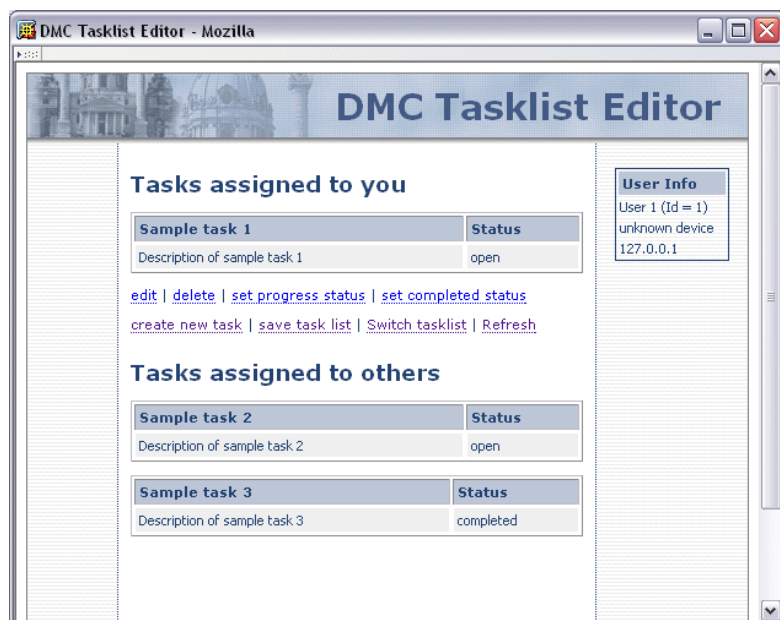 DMC Tasklist Editor - Mozilla
DMC Tasklist Editor
Tasks assigned to you
Sample task 1 Status
Description of sample task 1 open
edit | delete | set progress status | set completed status
create new task | save task list | Switch tasklist | Refresh
Tasks assigned to others
Sample task 2 Status
Description of sample task 2 open
Sample task 3 Status
Description of sample task 3 completed
User Info
User 1 (Id = 1)
unknown device
127.0.0.1